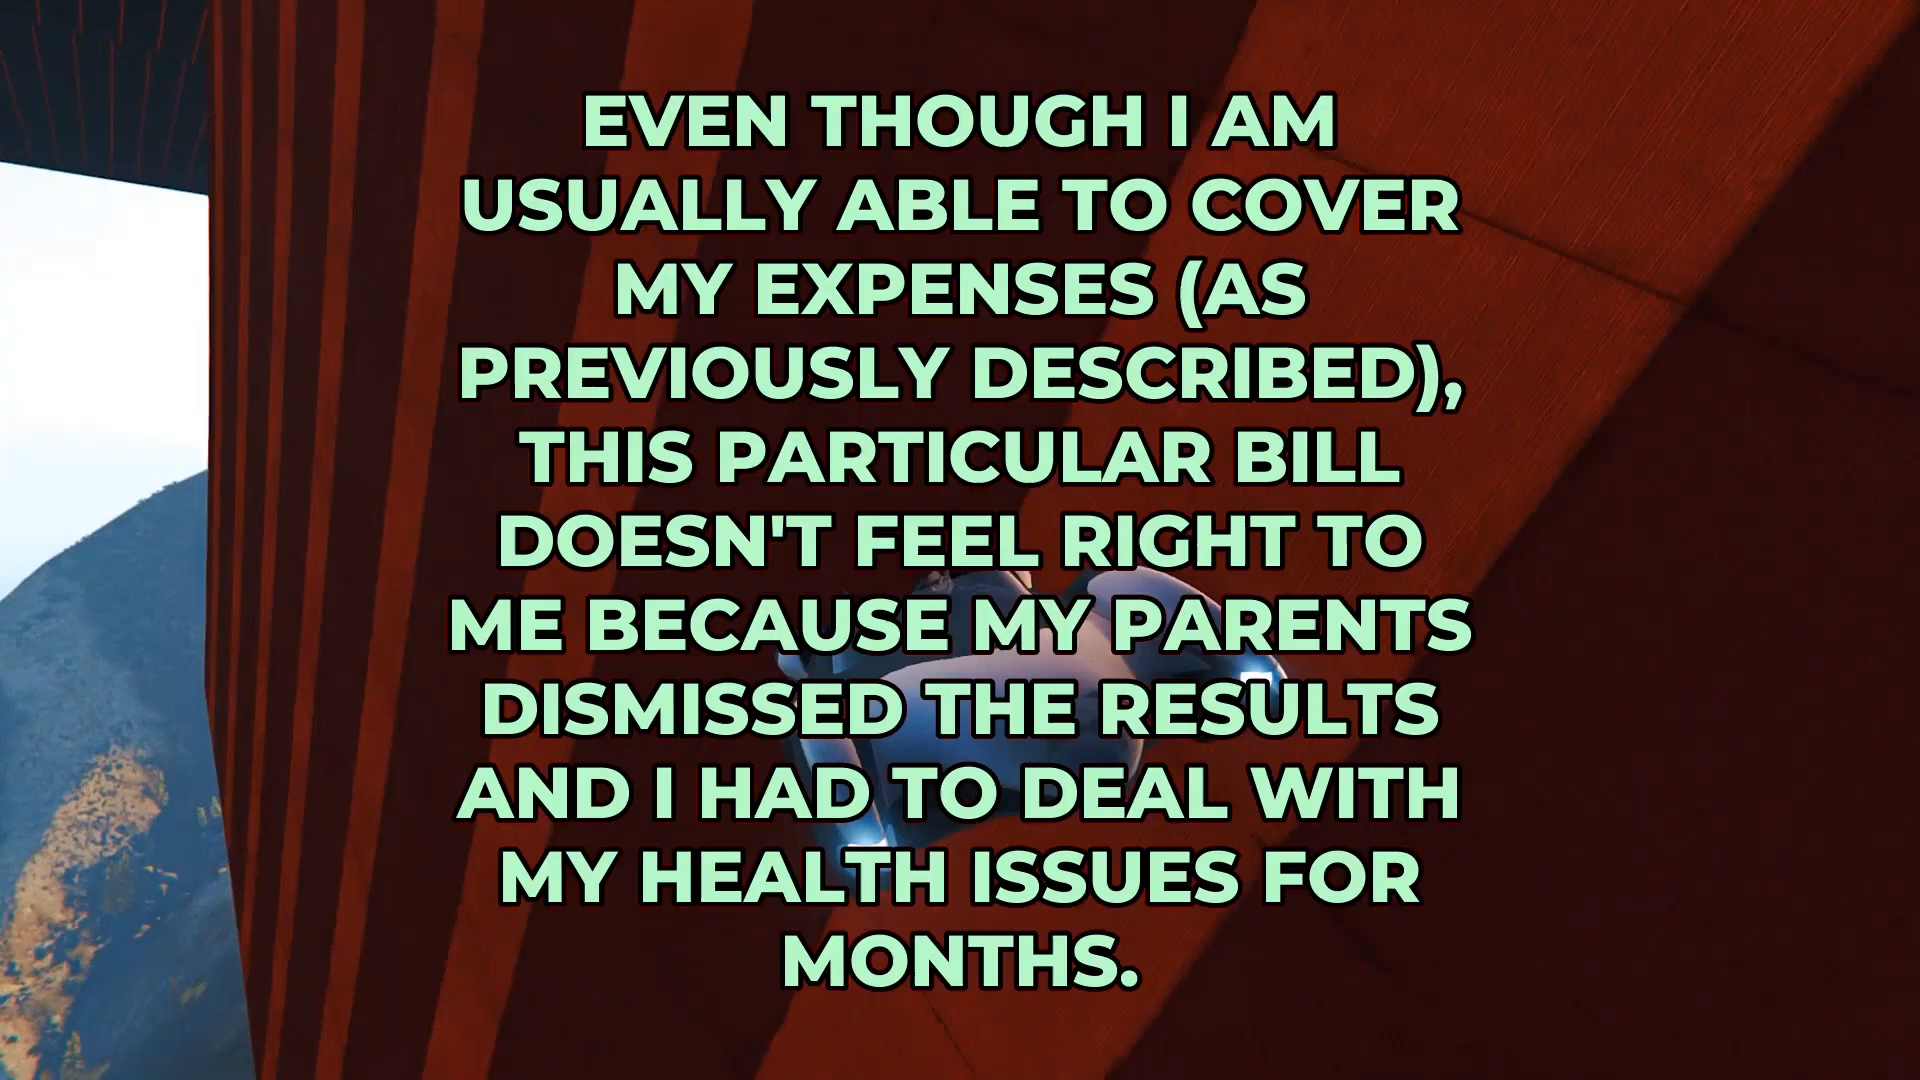 EVEN THOUGH I AM
USUALLY ABLE TO COVER
MY EXPENSES (AS
PREVIOUSLY DESCRIBED),
THIS PARTICULAR BILL
DOESN'T FEEL RIGHT TO
ME BECAUSE MY PARENTS
DISMISSED THE RESULTS
AND I HAD TO DEAL WITH
MY HEALTH ISSUES FOR
MONTHS.